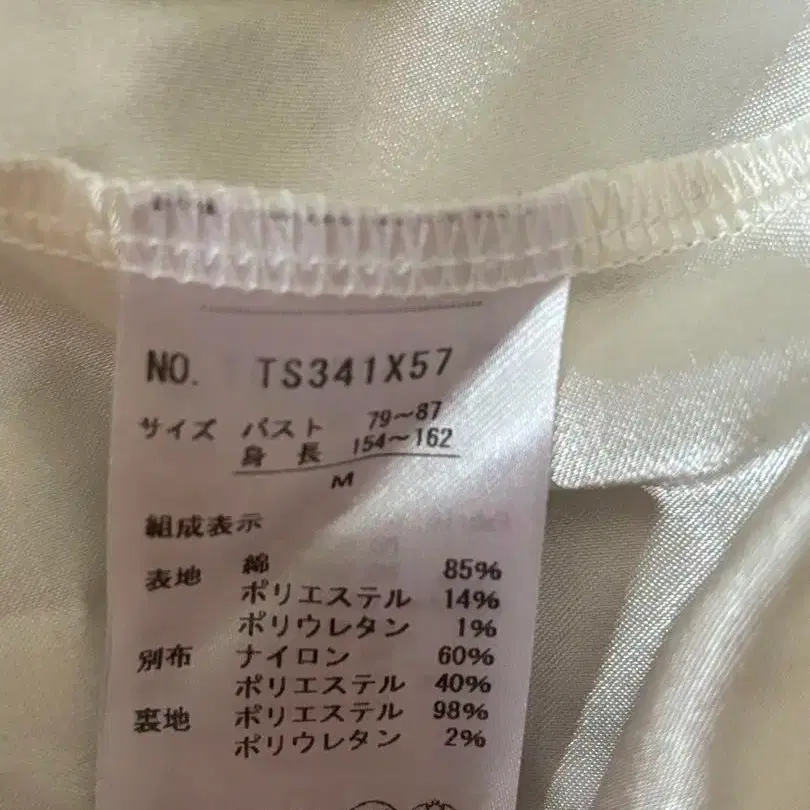 NO. TS341X57
サイズ バスト 79～87
身長 154～162
M
組成表示
表地 綿 85%
ポリエステル 14%
ポリウレタン 1%
別布 ナイロン 60%
ポリエステル 40%
裏地 ポリエステル 98%
ポリウレタン 2%